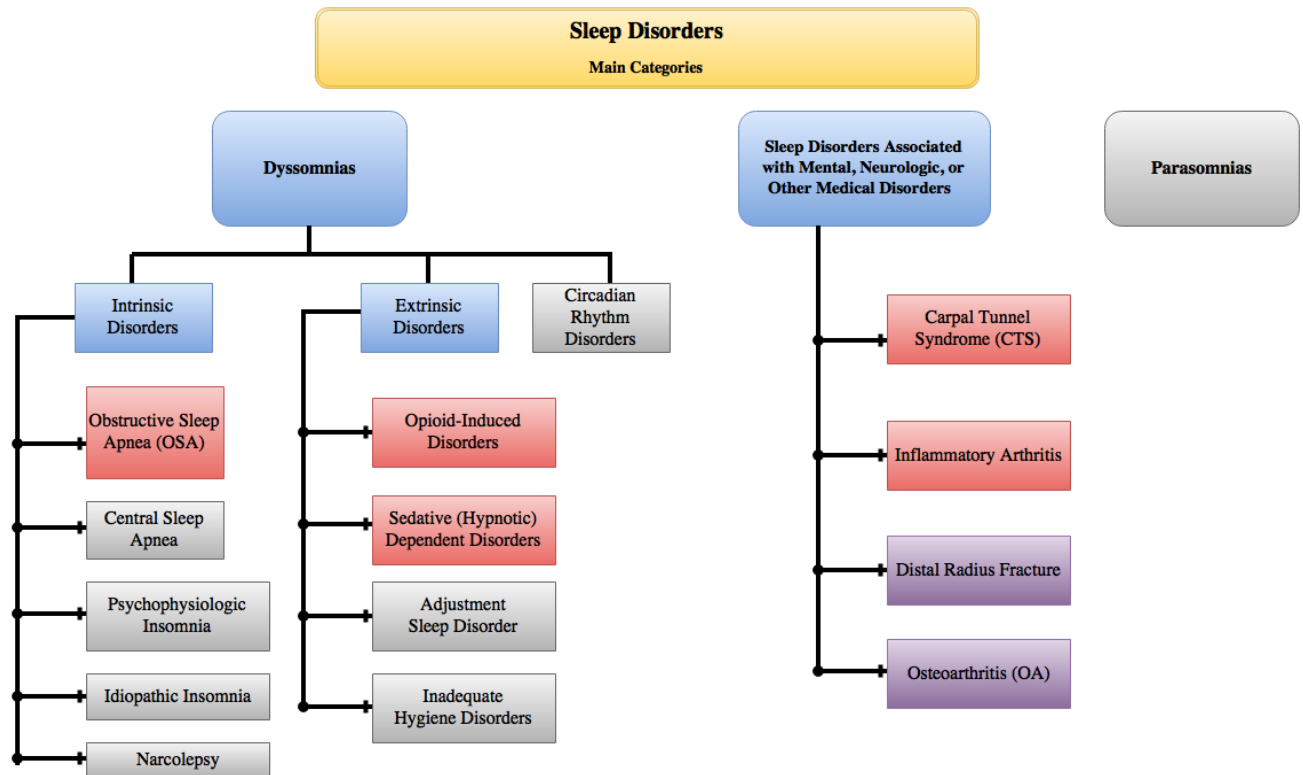 Sleep Disorders
Main Categories
Dyssomnias
Sleep Disorders Associated
with Mental, Neurologic, or
Other Medical Disorders
Parasomnias
Intrinsic
Disorders
Extrinsic
Disorders
Circadian
Rhythm
Disorders
Obstructive Sleep
Apnea (OSA)
Central Sleep
Apnea
Psychophysiologic
Insomnia
Idiopathic Insomnia
Narcolepsy
Opioid-Induced
Disorders
Sedative (Hypnotic)
Dependent Disorders
Adjustment
Sleep Disorder
Inadequate
Hygiene Disorders
Carpal Tunnel
Syndrome (CTS)
Inflammatory Arthritis
Distal Radius Fracture
Osteoarthritis (OA)